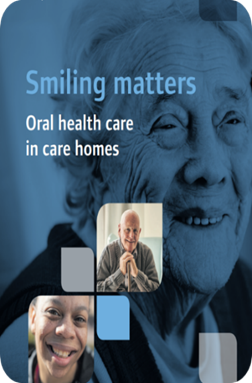 Smiling matters
Oral health care
in care homes